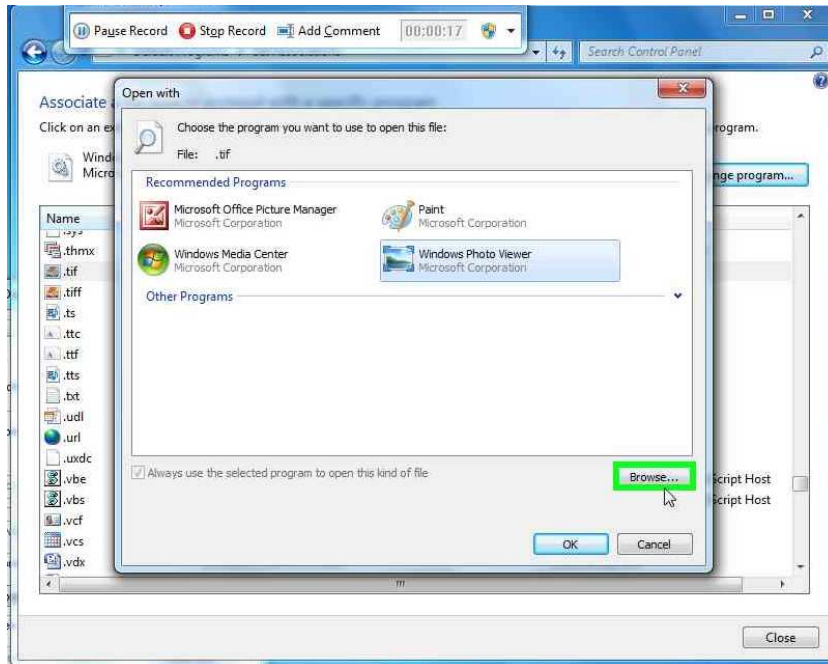 Pause Record Stop Record Add Comment 00:00:17
Search Control Panel
Associate a
Click on an ex
rogram.
Wind
Micro
nge program...
Open with
Choose the program you want to use to open this file:
File: .tif
Recommended Programs
Microsoft Office Picture Manager
Microsoft Corporation
Paint
Microsoft Corporation
Windows Media Center
Microsoft Corporation
Windows Photo Viewer
Microsoft Corporation
Other Programs
Always use the selected program to open this kind of file
Browse...
OK Cancel
Name
.thmx
.tif
.tiff
.ts
.ttc
.ttf
.tts
.txt
.udl
.url
.uxdc
.vbe
Script Host
.vbs
Script Host
.vcf
.vcs
.vdx
Close